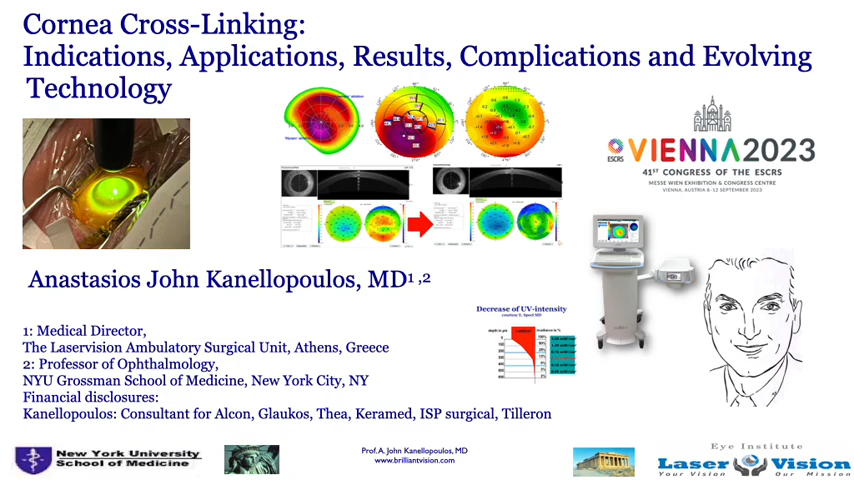 Cornea Cross-Linking:
Indications, Applications, Results, Complications and Evolving
Technology
ESCRS
VIENNA2023
41ST CONGRESS OF THE ESCRS
MESSE WIEN EXHIBITION & CONGRESS CENTRE
VIENNA, AUSTRIA 8-12 SEPTEMBER 2023
Anastasios John Kanellopoulos, MD1 ,2
Decrease of UV-intensity
1: Medical Director,
The Laservision Ambulatory Surgical Unit, Athens, Greece
2: Professor of Ophthalmology,
NYU Grossman School of Medicine, New York City, NY
Financial disclosures:
Kanellopoulos: Consultant for Alcon, Glaukos, Thea, Keramed, ISP surgical, Tilleron
New York University
School of Medicine
Prof. A. John Kanellopoulos, MD
www.brilliantvision.com
Eye Institute
Laser Vision
Your Vision Our Mission